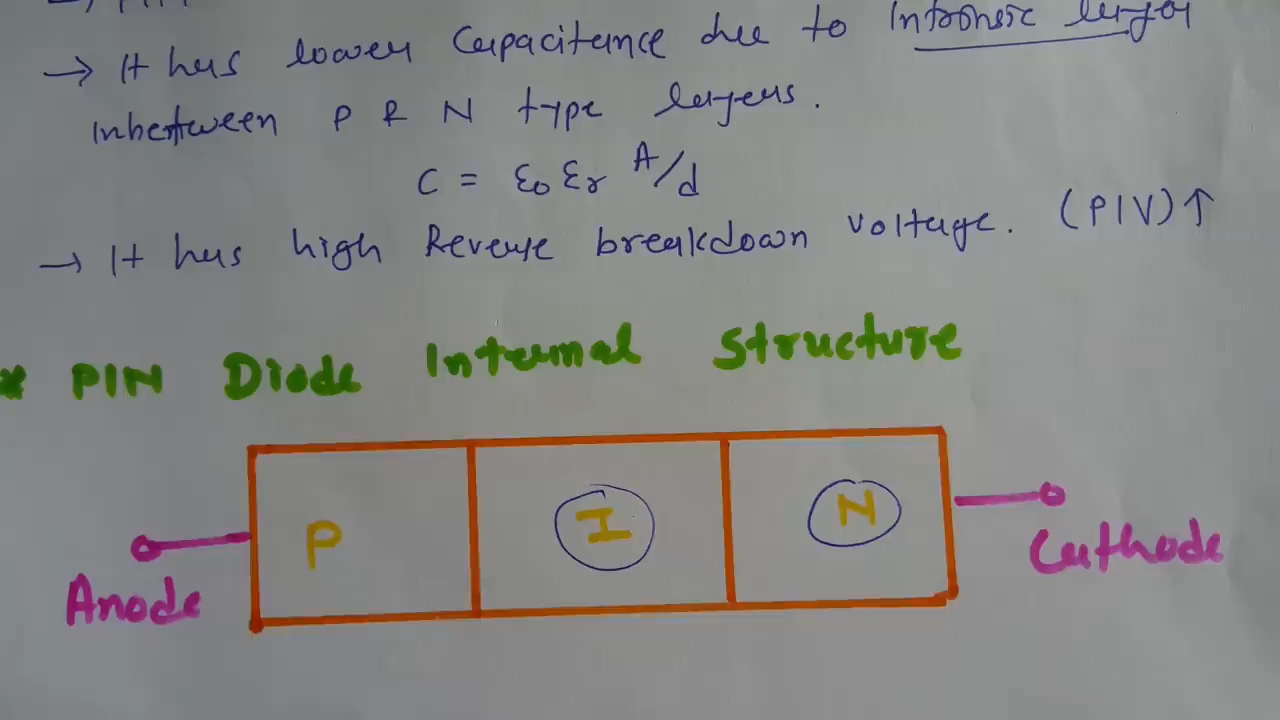 → It has lower Capacitance due to Intrinsic layer
inbetween P & N type layers.
C = ε₀ εr A/d
→ It has high Reverse breakdown voltage. (PIV)↑
* PIN Diode Internal Structure
P I N
Anode
Cathode